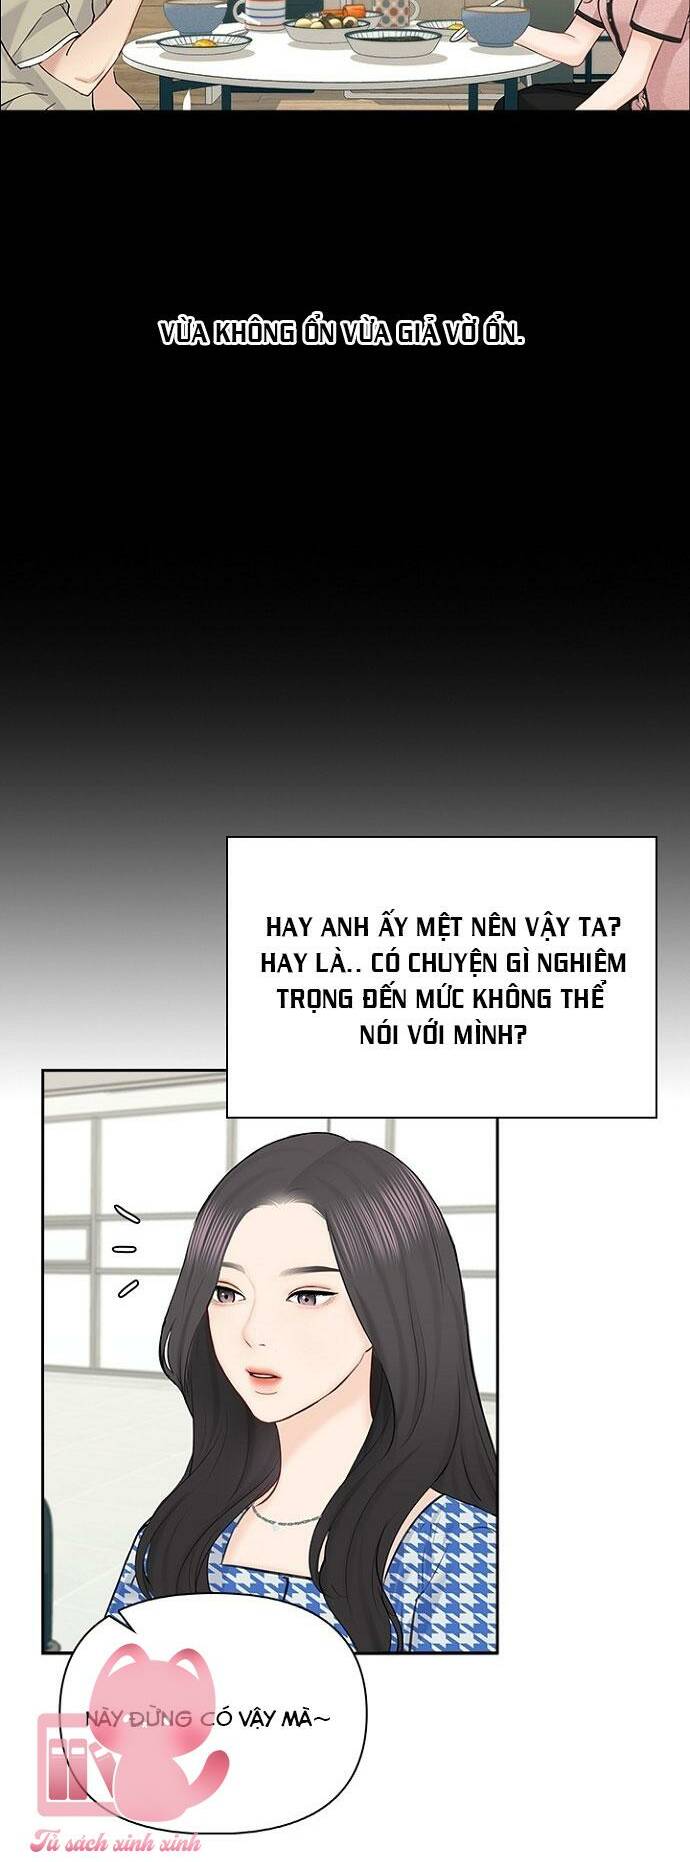 VỪA KHÔNG ỔN VỪA GIẢ VỜ ỔN.
HAY ANH ẤY MỆT NÊN VẬY TA?
HAY LÀ.. CÓ CHUYỆN GÌ NGHIÊM
TRỌNG ĐẾN MỨC KHÔNG THỂ
NÓI VỚI MÌNH?
NÀY ĐỪNG CÓ VẬY MÀ~
Tủ sách xinh xinh